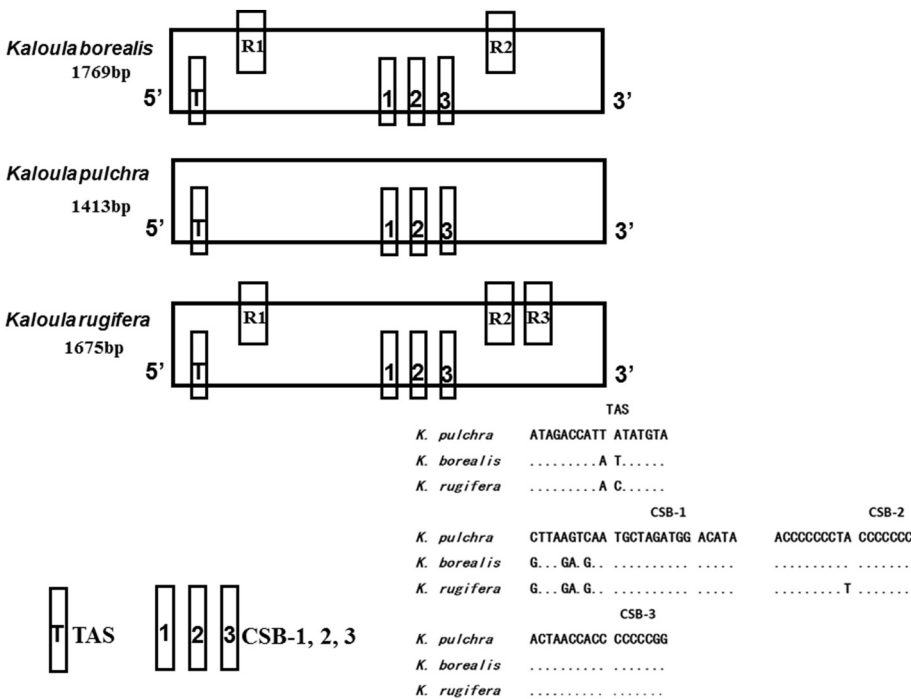 Kaloula borealis
1769bp
R1 R2
T 1 2 3
5’ 3’
Kaloula pulchra
1413bp
T 1 2 3
5’ 3’
Kaloula rugifera
1675bp
R1 R2 R3
T 1 2 3
5’ 3’
TAS
K. pulchra ATAGACCATT ATATGTA
K. borealis .........A T......
K. rugifera .........A C......
CSB-1 CSB-2
K. pulchra CTTAAGTCAA TGCTAGATGG ACATA ACCCCCCCTA CCCCCCC
K. borealis G...GA.G.. .......... ..... .......... .......
K. rugifera G...GA.G.. .......... ..... .........T .......
CSB-3
K. pulchra ACTAACCACC CCCCCGG
K. borealis .......... .......
K. rugifera .......... .......
T TAS 1 2 3 CSB-1, 2, 3